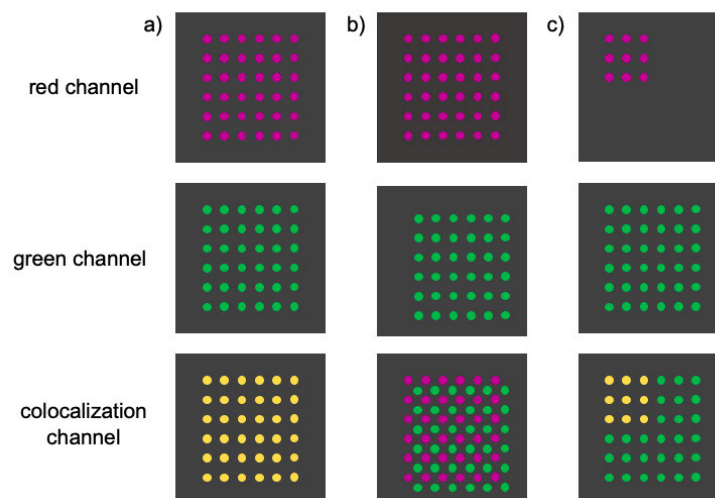 a)
b)
c)
red channel
green channel
colocalization
channel